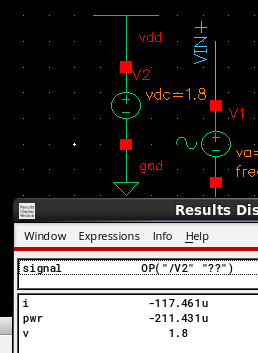 vdd
VIN+
V2
vdc=1.8
V1
va=
gnd
fre
Results Dis
Window Expressions Info Help
signal OP("/V2" "??")
i -117.461u
pwr -211.431u
v 1.8